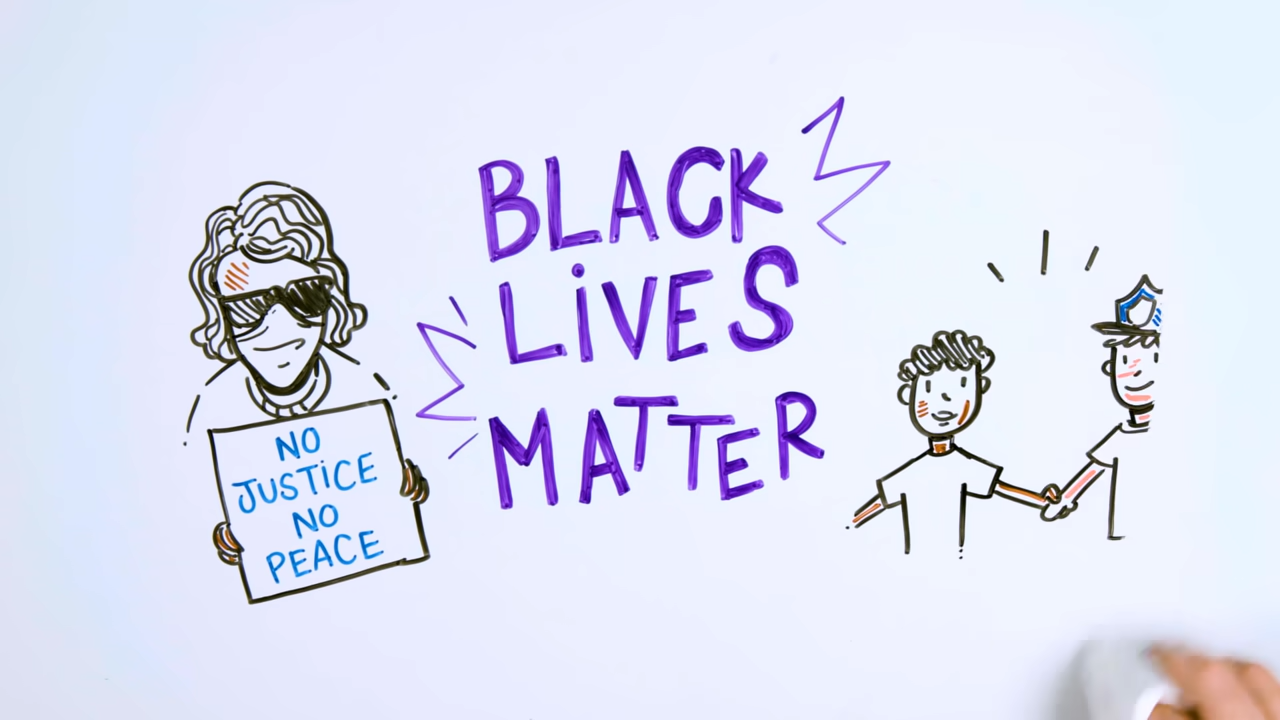 BLACK
LiVES
MATTER
NO
JUSTiCE
NO
PEACE